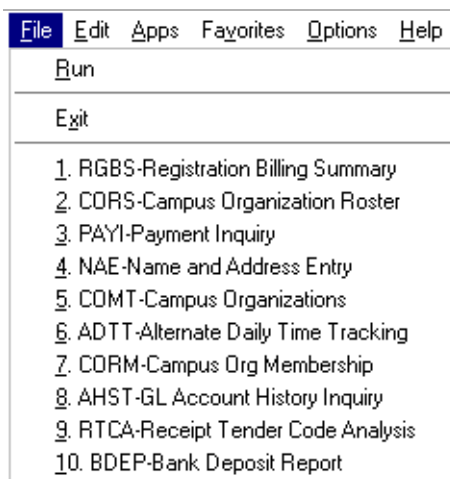 File Edit Apps Favorites Options Help
Run
Exit
1. RGBS-Registration Billing Summary
2. CORS-Campus Organization Roster
3. PAYI-Payment Inquiry
4. NAE-Name and Address Entry
5. COMT-Campus Organizations
6. ADTT-Alternate Daily Time Tracking
7. CORM-Campus Org Membership
8. AHST-GL Account History Inquiry
9. RTCA-Receipt Tender Code Analysis
10. BDEP-Bank Deposit Report